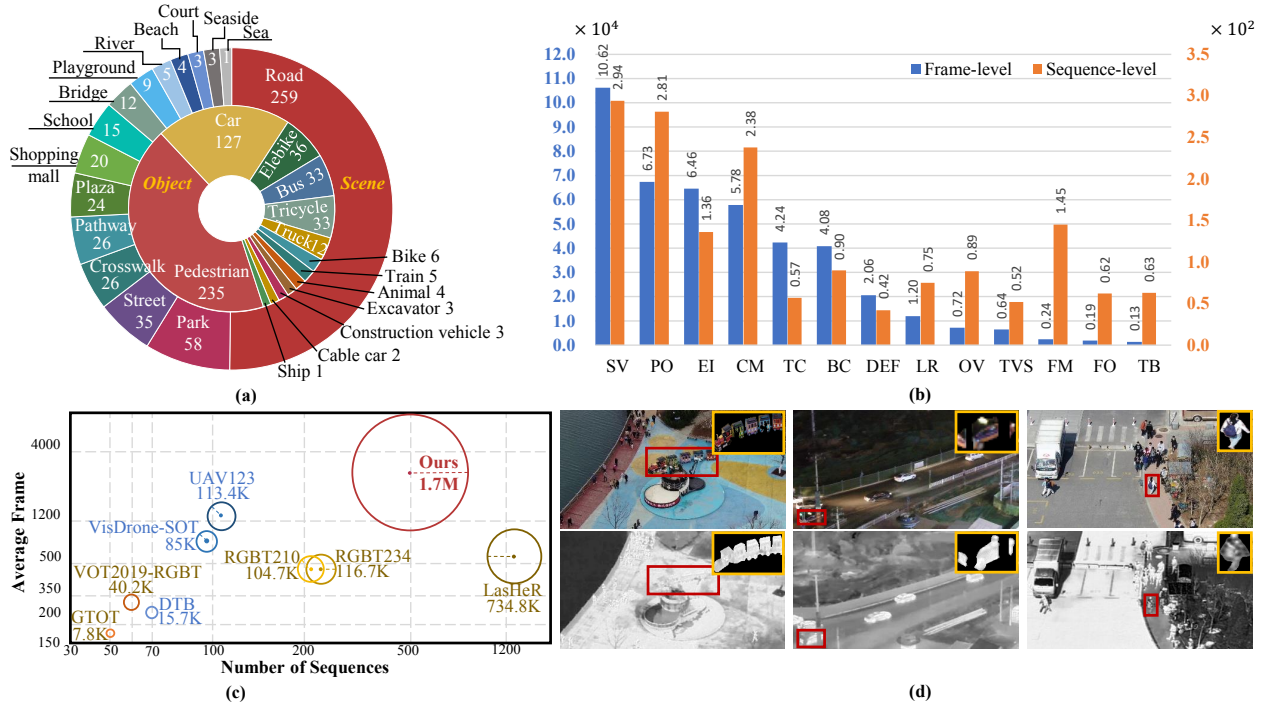 Court
Seaside
Beach
Sea
River
Playground
Bridge
School
Shopping
mall
3
3
1
4
5
9
12
15
20
Plaza
24
Pathway
26
Crosswalk
26
Street
35
Park
58
Road
259
Scene
Object
Car
127
Elebike
36
Bus 33
Tricycle
33
ruck12
Pedestrian
235
Bike 6
Train 5
Animal 4
Excavator 3
Construction vehicle 3
Cable car 2
Ship 1
(a)
× 10⁴
× 10²
Frame-level
Sequence-level
12.0
11.0
10.0
9.0
8.0
7.0
6.0
5.0
4.0
3.0
2.0
1.0
0.0
3.5
3.0
2.5
2.0
1.5
1.0
0.5
0.0
10.62
2.94
6.73
2.81
6.46
1.36
5.78
2.38
4.24
0.57
4.08
0.90
2.06
0.42
1.20
0.75
0.72
0.89
0.64
0.52
0.24
1.45
0.19
0.62
0.13
0.63
SV PO EI CM TC BC DEF LR OV TVS FM FO TB
(b)
Average Frame
4000
1200
500
350
200
150
Ours
1.7M
UAV123
113.4K
VisDrone-SOT
85K
RGBT210
104.7K
RGBT234
116.7K
LasHeR
734.8K
VOT2019-RGBT
40.2K
DTB
15.7K
GTOT
7.8K
30 50 70 100 200 500 1200
Number of Sequences
(c)
(d)